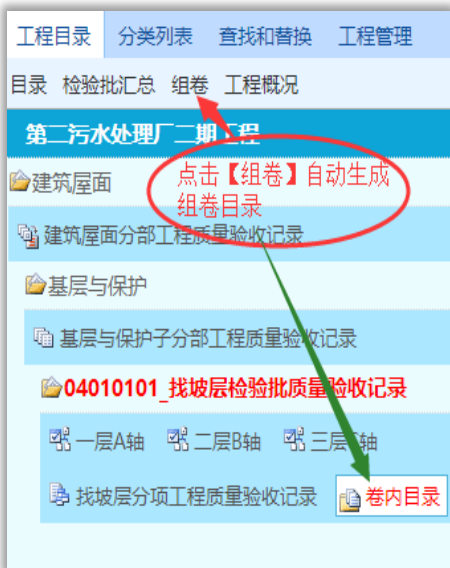 工程目录 分类列表 查找和替换 工程管理
目录 检验批汇总 组卷 工程概况
第二污水处理厂二期工程
建筑屋面
点击【组卷】自动生成
组卷目录
建筑屋面分部工程质量验收记录
基层与保护
基层与保护子分部工程质量验收记录
04010101_找坡层检验批质量验收记录
一层A轴 二层B轴 三层C轴
找坡层分项工程质量验收记录 卷内目录